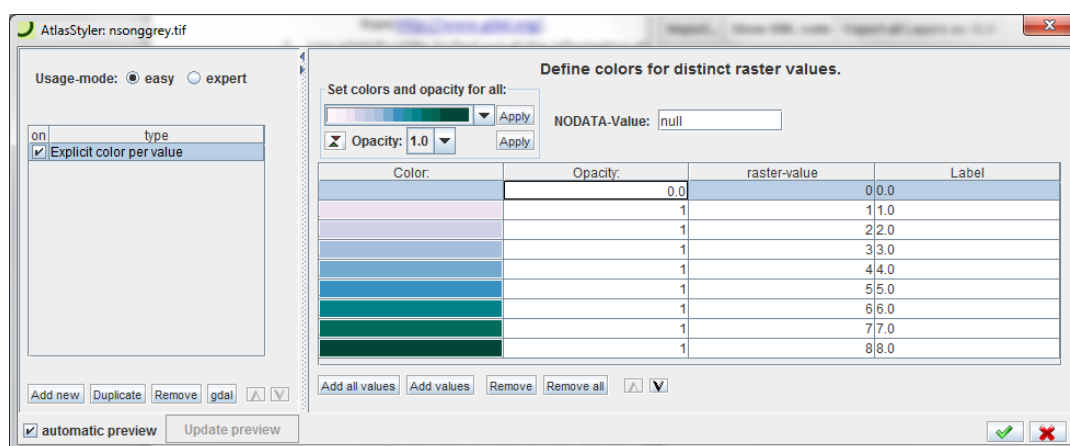 AtlasStyler: nsonggrey.tif
Usage-mode: easy expert
on type
Explicit color per value
Add new Duplicate Remove gdal
automatic preview Update preview
Define colors for distinct raster values.
Set colors and opacity for all:
Apply
NODATA-Value: null
Opacity: 1.0 Apply
Color: Opacity: raster-value Label
0.0 0 0.0
1 1 1.0
1 2 2.0
1 3 3.0
1 4 4.0
1 5 5.0
1 6 6.0
1 7 7.0
1 8 8.0
Add all values Add values Remove Remove all